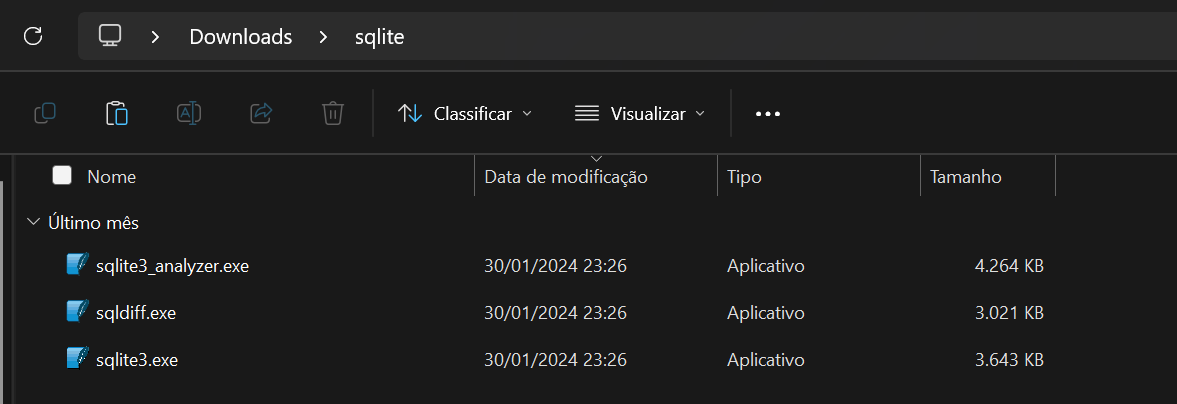 Downloads sqlite
Classificar Visualizar
Nome Data de modificação Tipo Tamanho
Último mês
sqlite3_analyzer.exe 30/01/2024 23:26 Aplicativo 4.264 KB
sqldiff.exe 30/01/2024 23:26 Aplicativo 3.021 KB
sqlite3.exe 30/01/2024 23:26 Aplicativo 3.643 KB